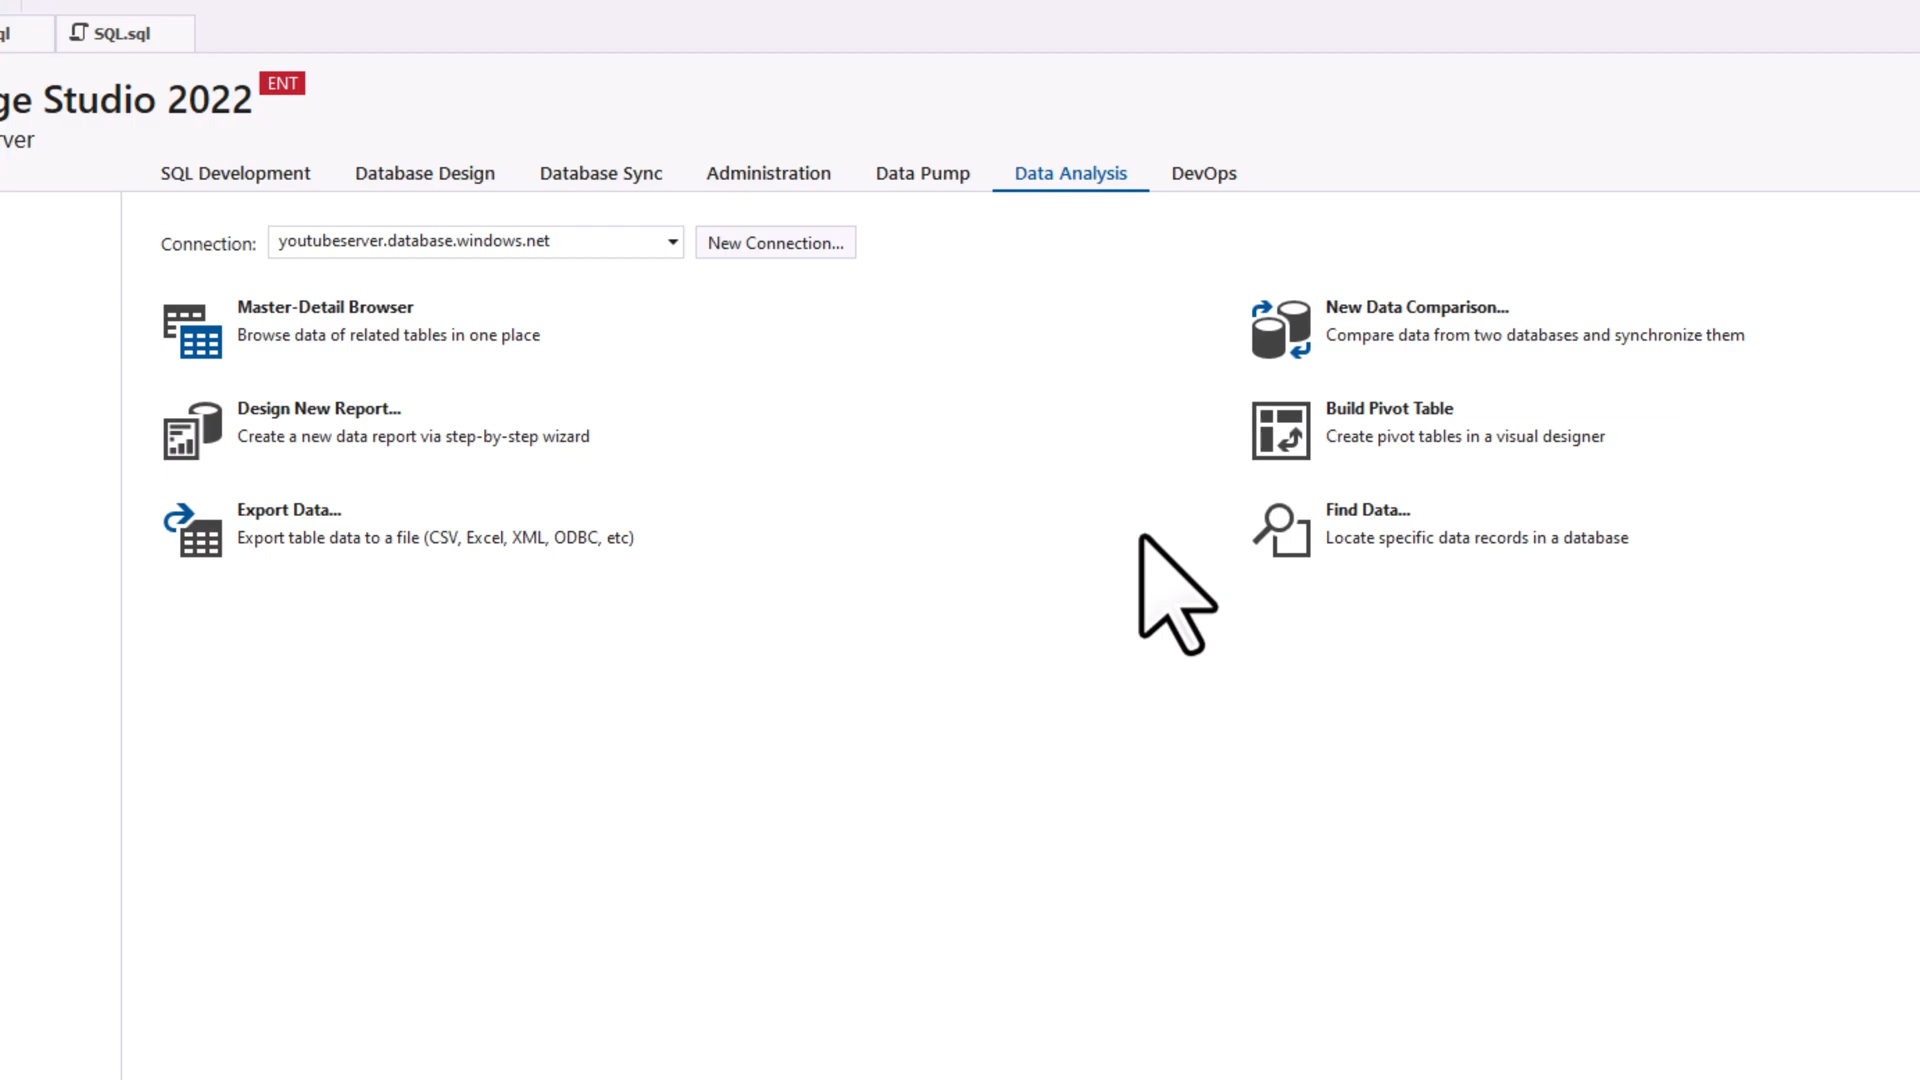 ql
SQL.sql
ge Studio 2022 ENT
rver
SQL Development
Database Design
Database Sync
Administration
Data Pump
Data Analysis
DevOps
Connection:
youtubeserver.database.windows.net
New Connection...
Master-Detail Browser
Browse data of related tables in one place
New Data Comparison...
Compare data from two databases and synchronize them
Design New Report...
Create a new data report via step-by-step wizard
Build Pivot Table
Create pivot tables in a visual designer
Export Data...
Export table data to a file (CSV, Excel, XML, ODBC, etc)
Find Data...
Locate specific data records in a database